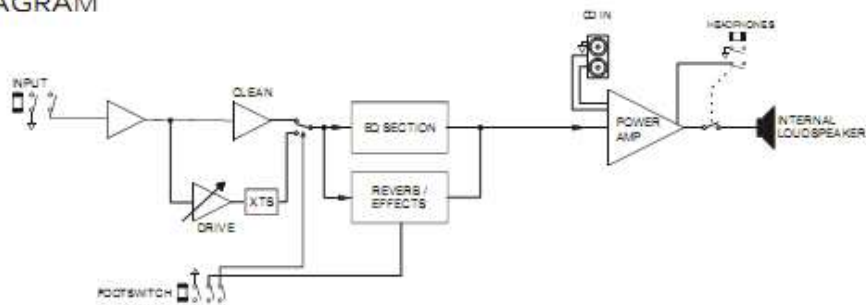 AGRAM
INPUT
CLEAN
DRIVE
XTS
FOOTSWITCH
EQ SECTION
REVERB /
EFFECTS
CD IN
POWER
AMP
HEADPHONES
INTERNAL
LOUDSPEAKER